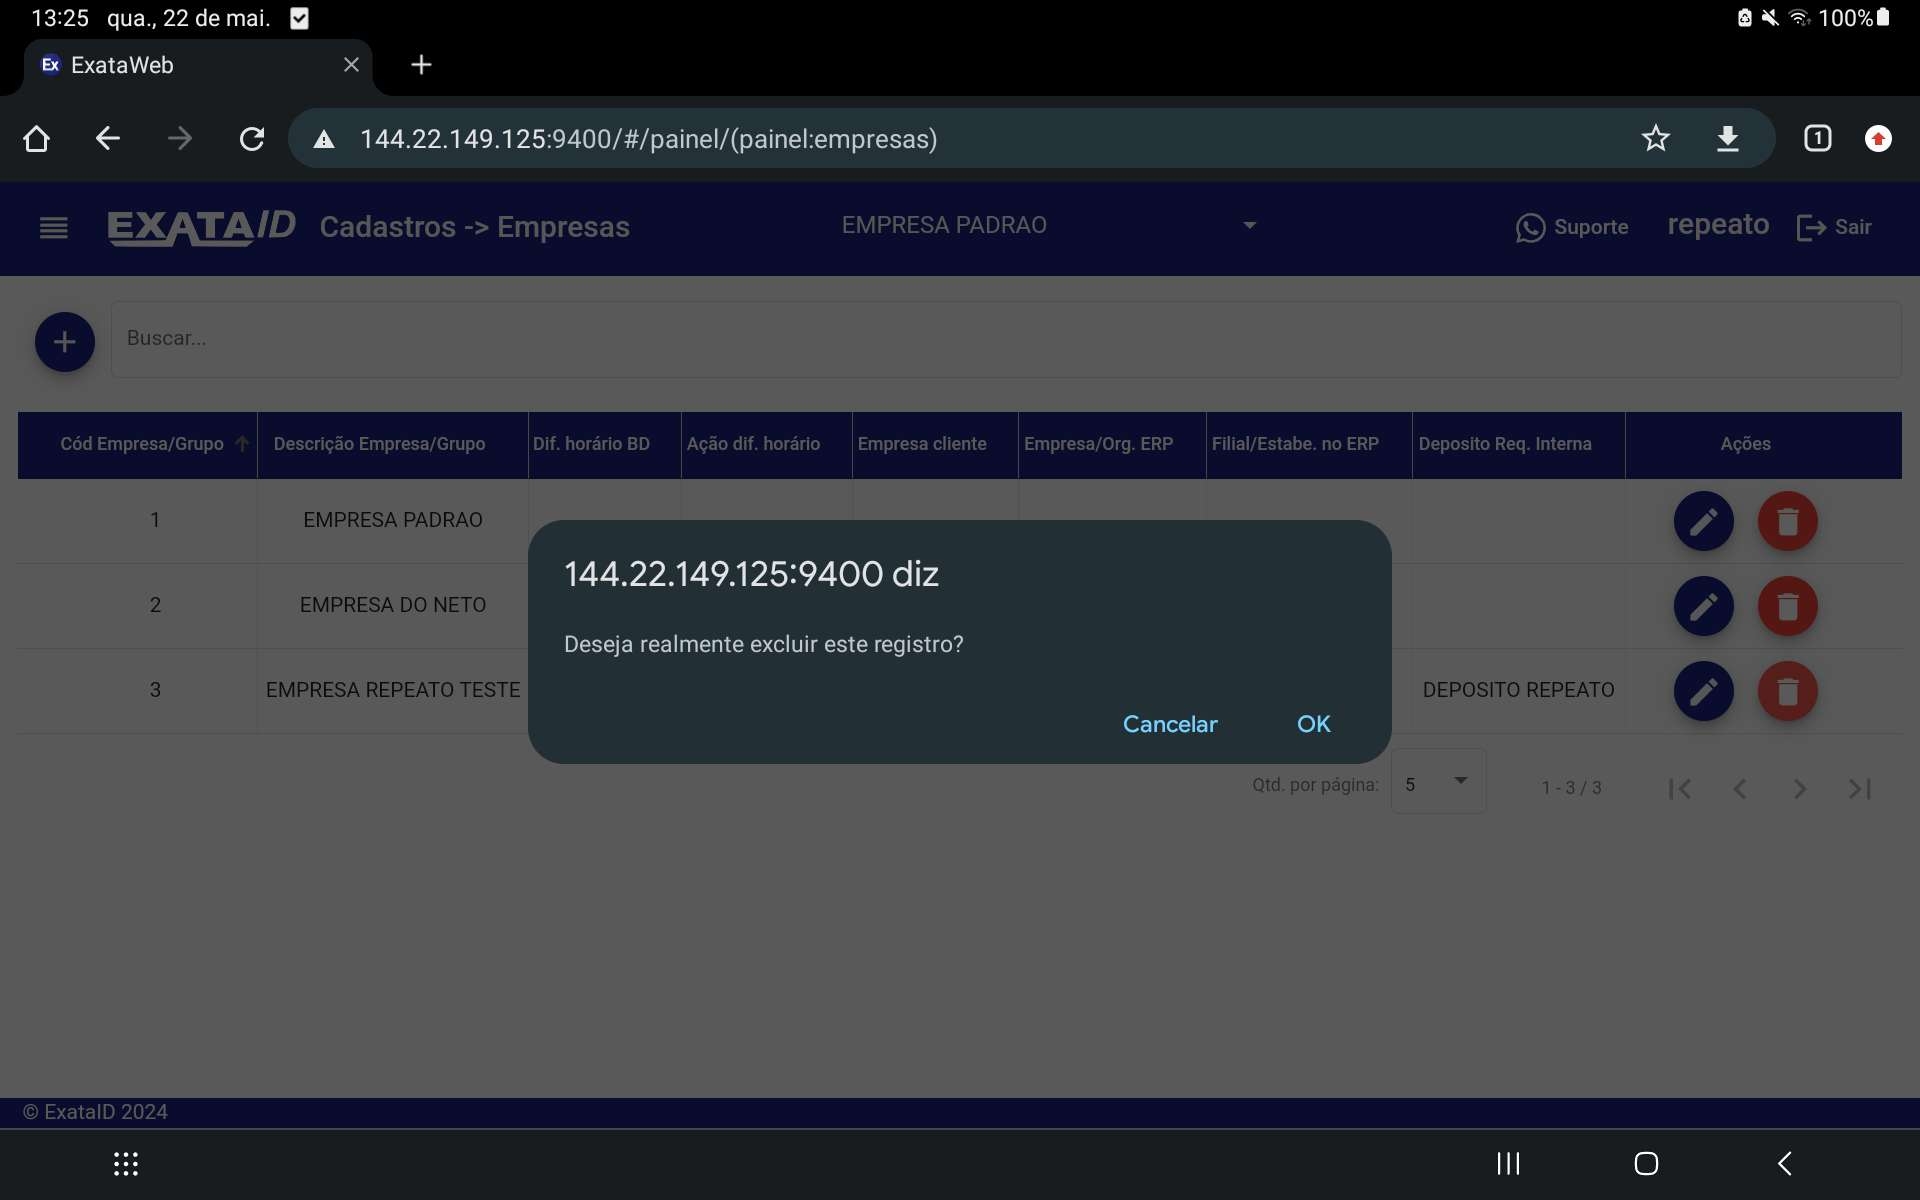 13:25 qua., 22 de mai. 100%
Ex ExataWeb
144.22.149.125:9400/#/painel/(painel:empresas) 1
EXATAID Cadastros -> Empresas EMPRESA PADRAO Suporte repeato Sair
Buscar...
Cód Empresa/Grupo Descrição Empresa/Grupo Dif. horário BD Ação dif. horário Empresa cliente Empresa/Org. ERP Filial/Estabe. no ERP Deposito Req. Interna Ações
1 EMPRESA PADRAO
144.22.149.125:9400 diz
2 EMPRESA DO NETO
Deseja realmente excluir este registro?
3 EMPRESA REPEATO TESTE DEPOSITO REPEATO
Cancelar OK
Qtd. por página: 5 1 - 3 / 3
© ExataID 2024